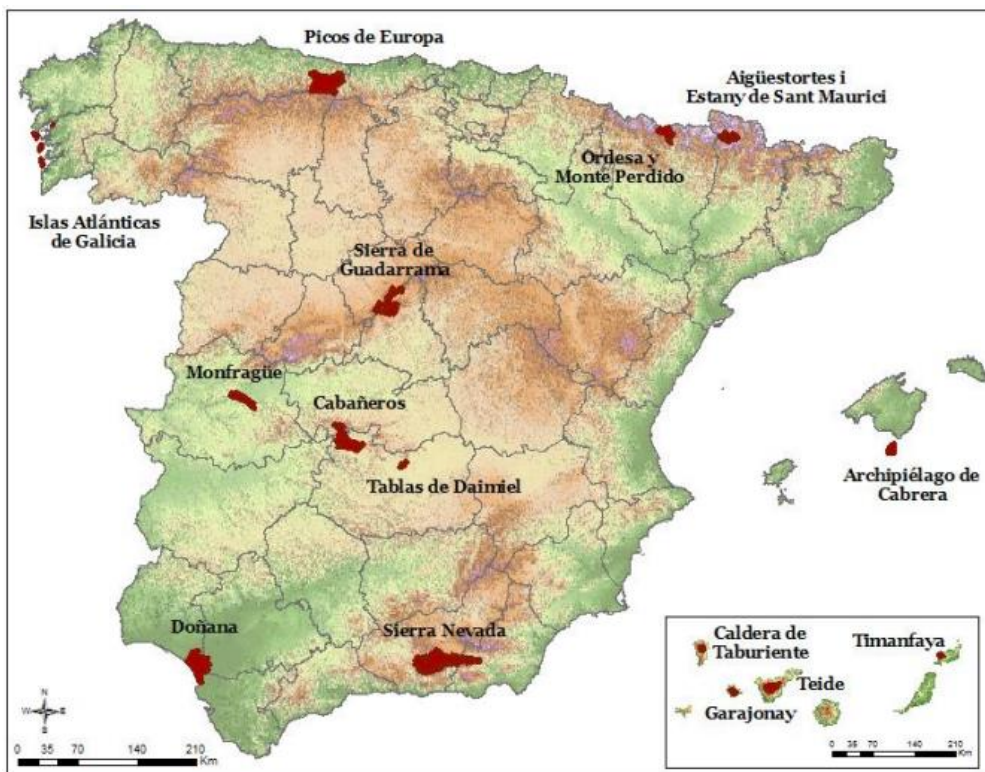 Picos de Europa
Aigüestortes i
Estany de Sant Maurici
Ordesa y
Monte Perdido
Islas Atlánticas
de Galicia
Sierra de
Guadarrama
Monfragüe
Cabañeros
Tablas de Daimiel
Archipiélago de
Cabrera
Doñana
Sierra Nevada
Caldera de
Taburiente
Timanfaya
Teide
Garajonay
N
W E
S
0 35 70 140 210
Km
0 35 70 140 210
Km